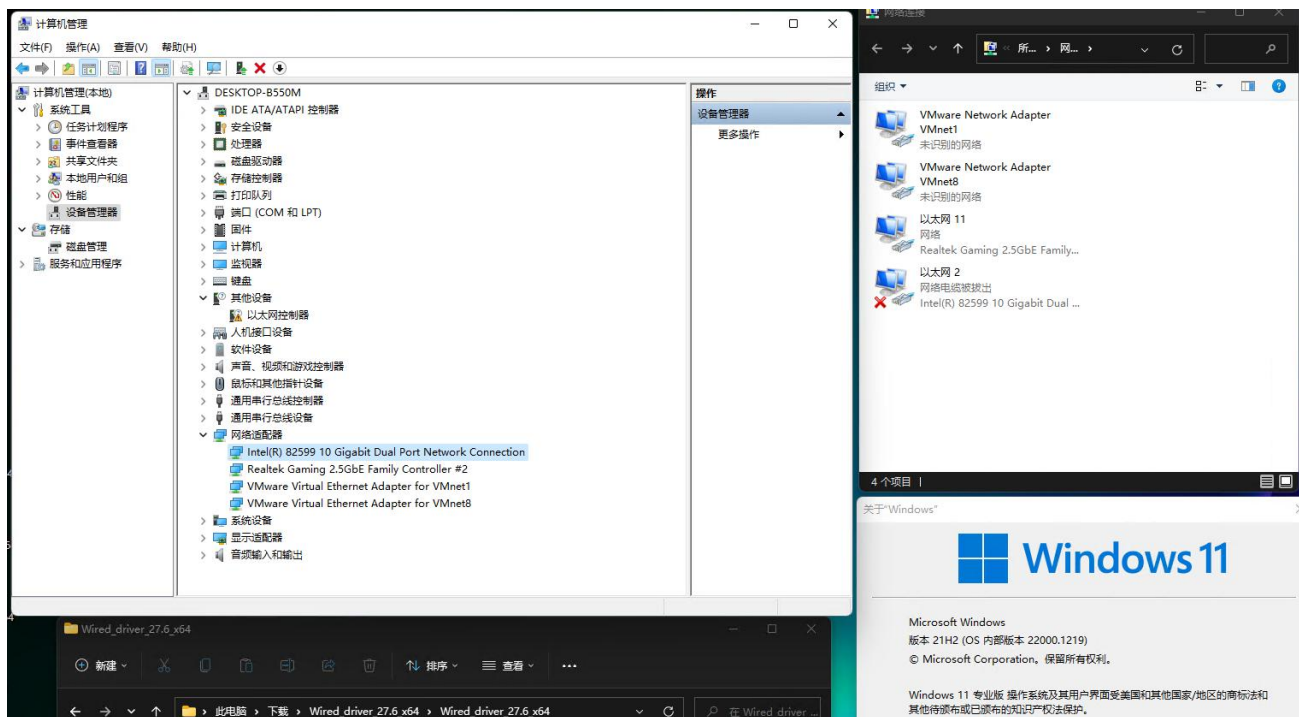 计算机管理
文件(F) 操作(A) 查看(V) 帮助(H)
计算机管理(本地)
系统工具
任务计划程序
事件查看器
共享文件夹
本地用户和组
性能
设备管理器
存储
磁盘管理
服务和应用程序
DESKTOP-B550M
IDE ATA/ATAPI 控制器
安全设备
处理器
磁盘驱动器
存储控制器
打印队列
端口 (COM 和 LPT)
固件
计算机
监视器
键盘
其他设备
以太网控制器
人机接口设备
软件设备
声音、视频和游戏控制器
鼠标和其他指针设备
通用串行总线控制器
通用串行总线设备
网络适配器
Intel(R) 82599 10 Gigabit Dual Port Network Connection
Realtek Gaming 2.5GbE Family Controller #2
VMware Virtual Ethernet Adapter for VMnet1
VMware Virtual Ethernet Adapter for VMnet8
系统设备
显示适配器
音频输入和输出
操作
设备管理器
更多操作
网络连接
所... › 网... ›
组织
VMware Network Adapter
VMnet1
未识别的网络
VMware Network Adapter
VMnet8
未识别的网络
以太网 11
网络
Realtek Gaming 2.5GbE Family...
以太网 2
网络电缆被拔出
Intel(R) 82599 10 Gigabit Dual ...
4 个项目
关于"Windows"
Windows 11
Microsoft Windows
版本 21H2 (OS 内部版本 22000.1219)
© Microsoft Corporation。保留所有权利。
Windows 11 专业版 操作系统及其用户界面受美国和其他国家/地区的商标法和
其他待颁布或已颁布的知识产权法保护。
Wired_driver_27.6_x64
新建 排序 查看 ...
此电脑 › 下载 › Wired driver 27.6 x64 › Wired driver 27.6 x64
在 Wired driver ...